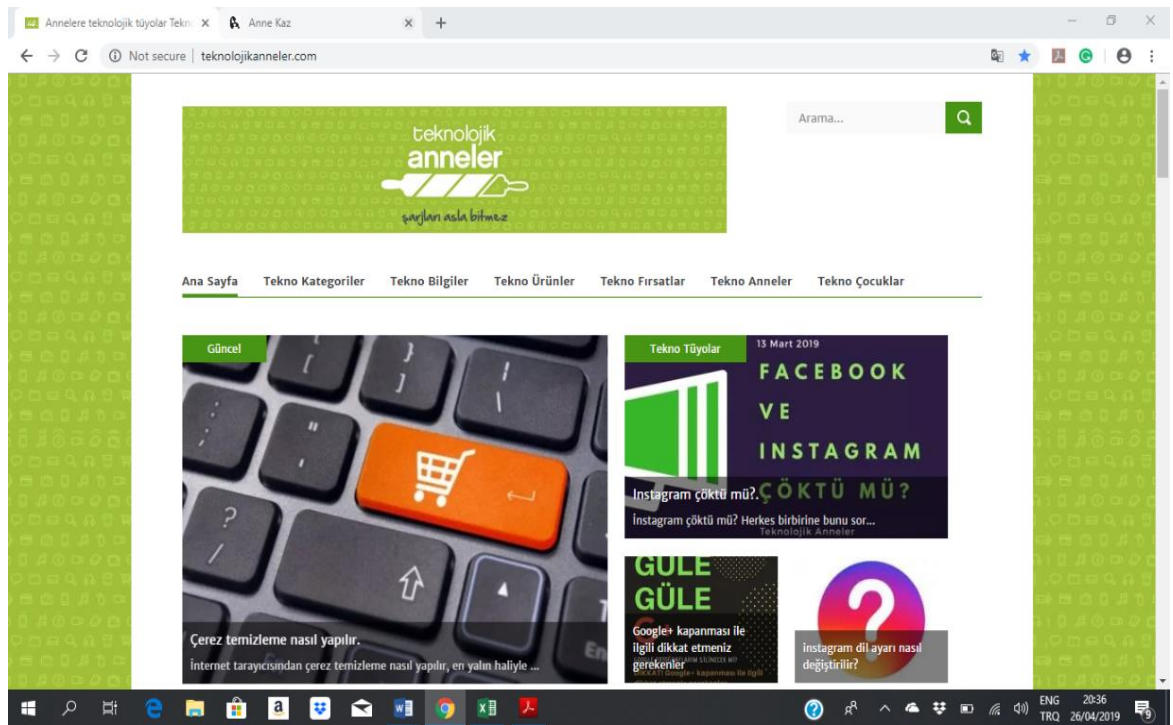 Annelere teknolojik tüyolar Tekn
Anne Kaz
Not secure | teknolojikanneler.com
teknolojik
anneler
şarjları asla bitmez
Arama...
Ana Sayfa Tekno Kategoriler Tekno Bilgiler Tekno Ürünler Tekno Fırsatlar Tekno Anneler Tekno Çocuklar
Güncel
Çerez temizleme nasıl yapılır.
İnternet tarayıcısından çerez temizleme nasıl yapılır, en yalın haliyle ...
Tekno Tüyolar
13 Mart 2019
FACEBOOK
VE
INSTAGRAM
ÇÖKTÜ MÜ?
Instagram çöktü mü?.
İnstagram çöktü mü? Herkes birbirine bunu sor...
Teknolojik Anneler
GÜLE
GÜLE
Google+ kapanması ile
ilgili dikkat etmeniz
gerekenler
instagram dil ayarı nasıl
değiştirilir?
ENG 20:36
TRQ 26/04/2019